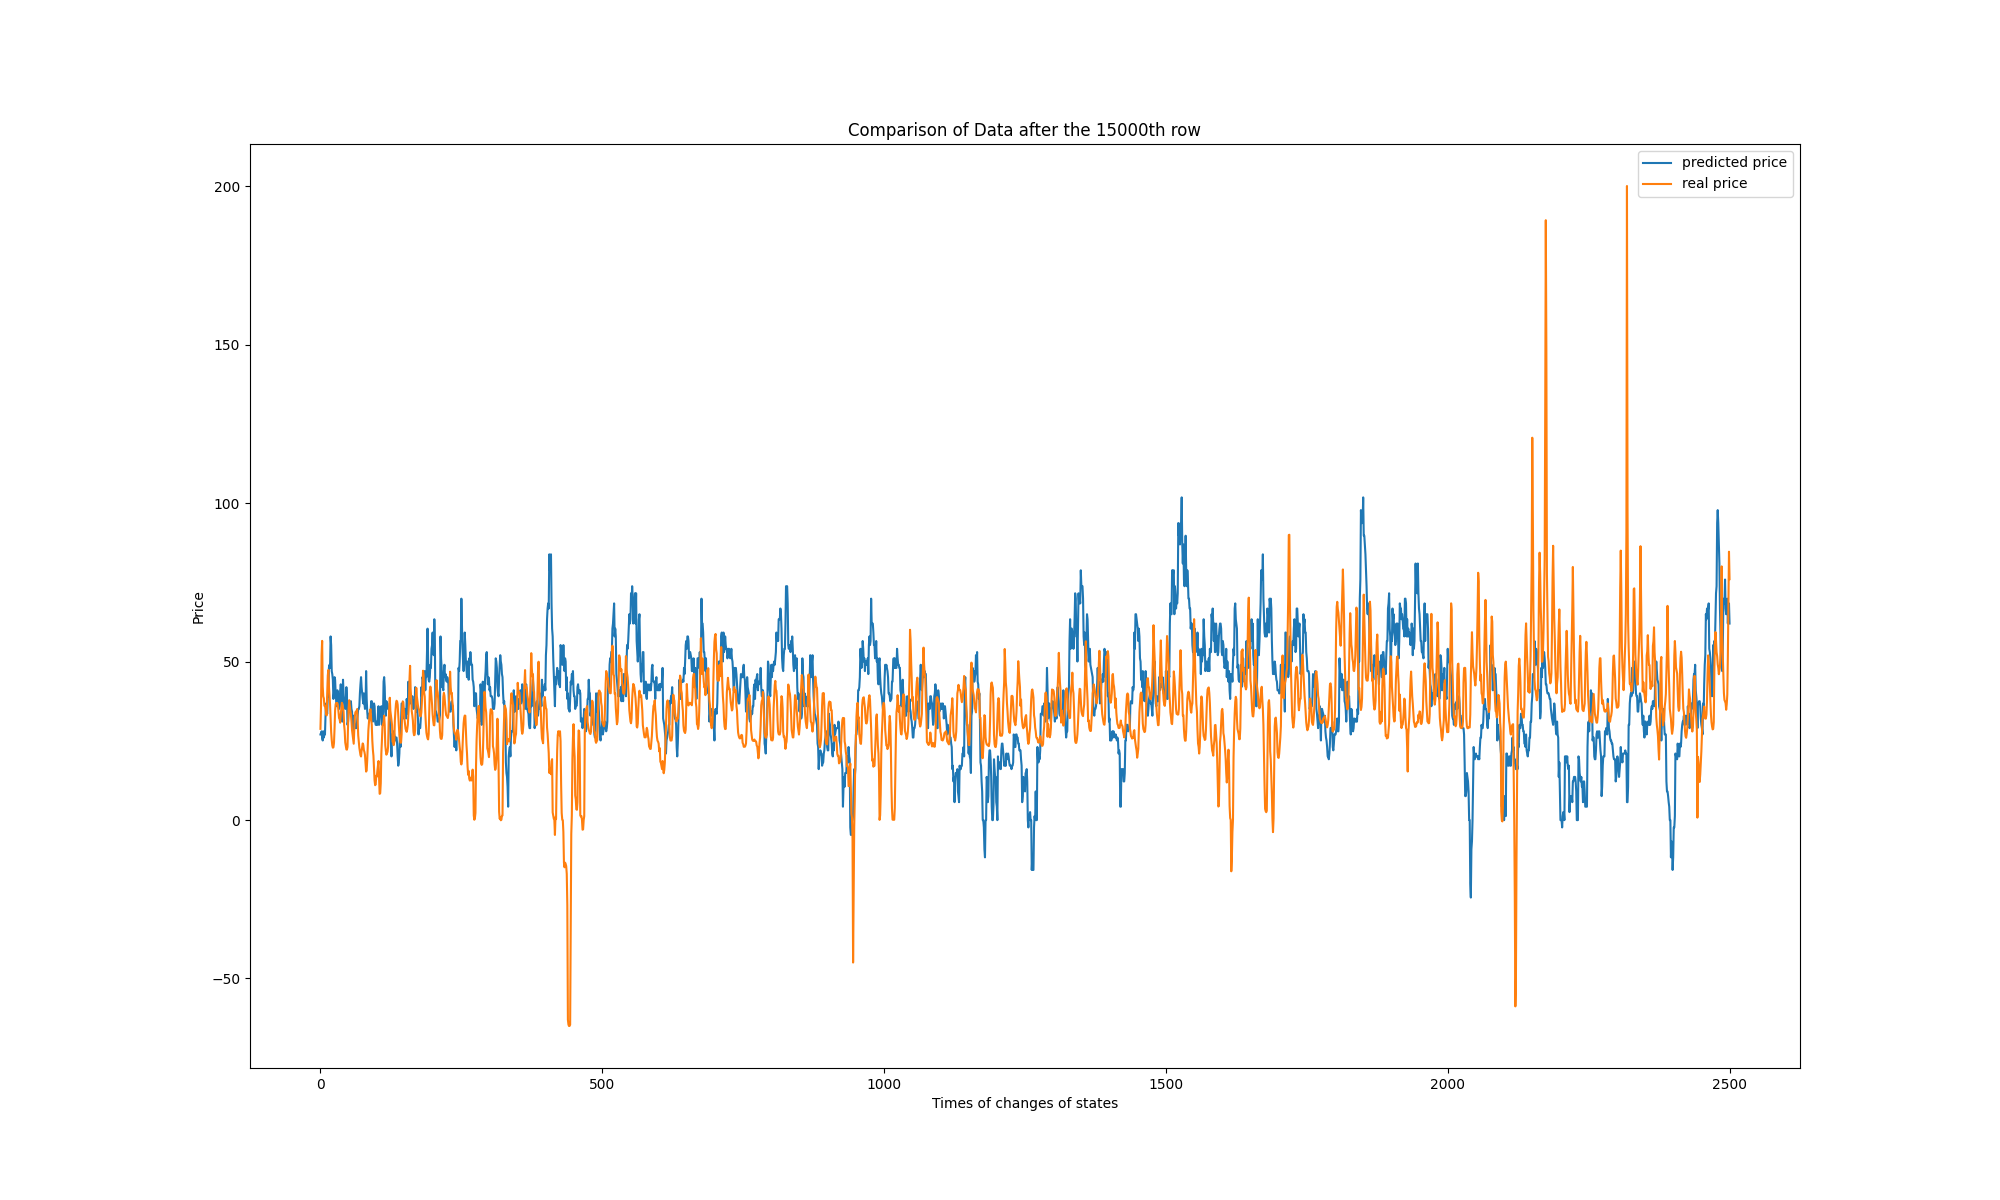 Comparison of Data after the 15000th row
predicted price
real price
200
150
100
50
0
−50
Price
0 500 1000 1500 2000 2500
Times of changes of states